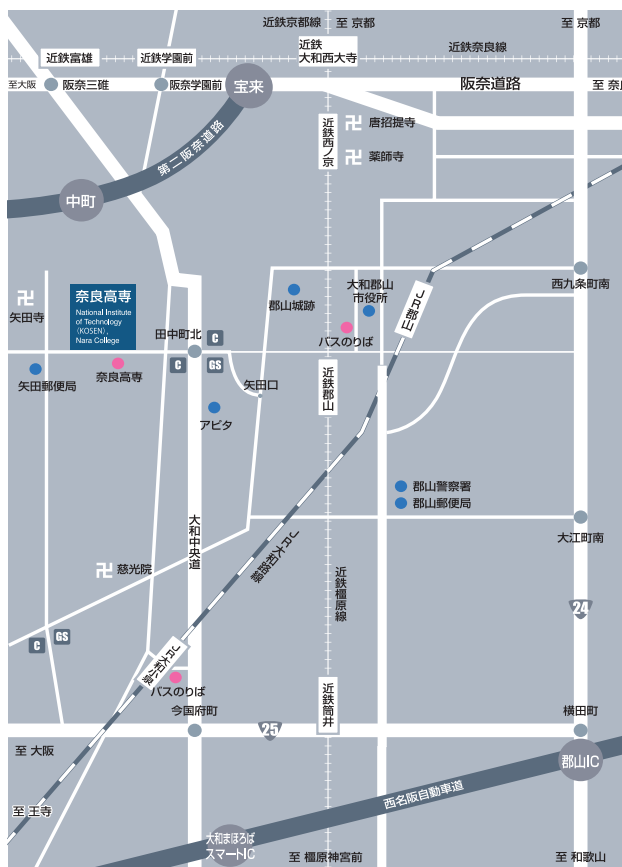 近鉄京都線
至 京都
至 京都
近鉄富雄
近鉄学園前
近鉄
大和西大寺
近鉄奈良線
至大阪
阪奈三碓
阪奈学園前
宝来
阪奈道路
至 奈
第二阪奈道路
近鉄西ノ京
卍 唐招提寺
卍 薬師寺
中町
卍
矢田寺
奈良高専
National Institute
of Technology
(KOSEN),
Nara College
郡山城跡
大和郡山
市役所
JR郡山
西九条町南
田中町北
C
バスのりば
C
GS
矢田郵便局
奈良高専
矢田口
近鉄郡山
アピタ
郡山警察署
郡山郵便局
大和中央道
JR大和路線
大江町南
卍 慈光院
近鉄橿原線
24
C
GS
JR大和小泉
バスのりば
近鉄筒井
今国府町
25
横田町
至 大阪
郡山IC
西名阪自動車道
至 王寺
大和まほろば
スマートIC
至 橿原神宮前
至 和歌山